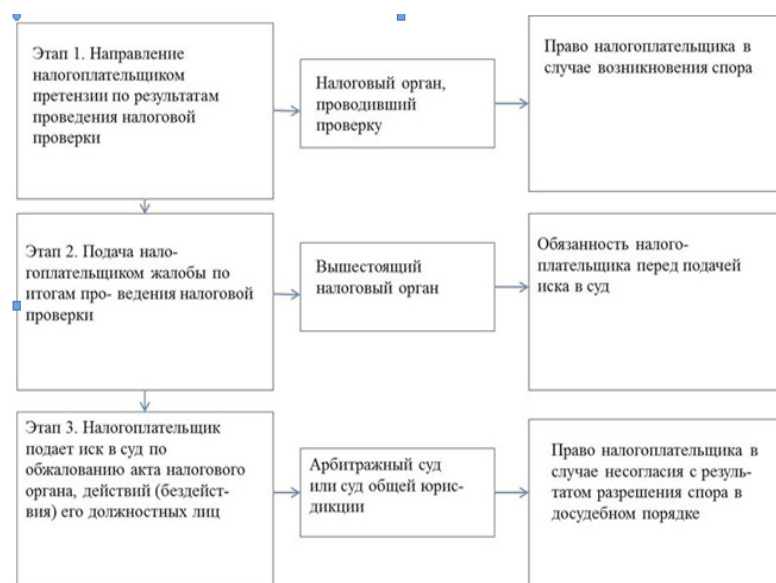 Этап 1. Направление
налогоплательщиком
претензии по результатам
проведения налоговой
проверки
Налоговый орган,
проводивший
проверку
Право налогоплательщика в
случае возникновения спора
Этап 2. Подача нало-
гоплательщиком жалобы по
итогам про- ведения налоговой
проверки
Вышестоящий
налоговый орган
Обязанность налого-
плательщика перед подачей
иска в суд
Этап 3. Налогоплательщик
подает иск в суд по
обжалованию акта налогового
органа, действий (бездейст-
вия) его должностных лиц
Арбитражный суд
или суд общей юрис-
дикции
Право налогоплательщика в
случае несогласия с резуль-
татом разрешения спора в
досудебном порядке